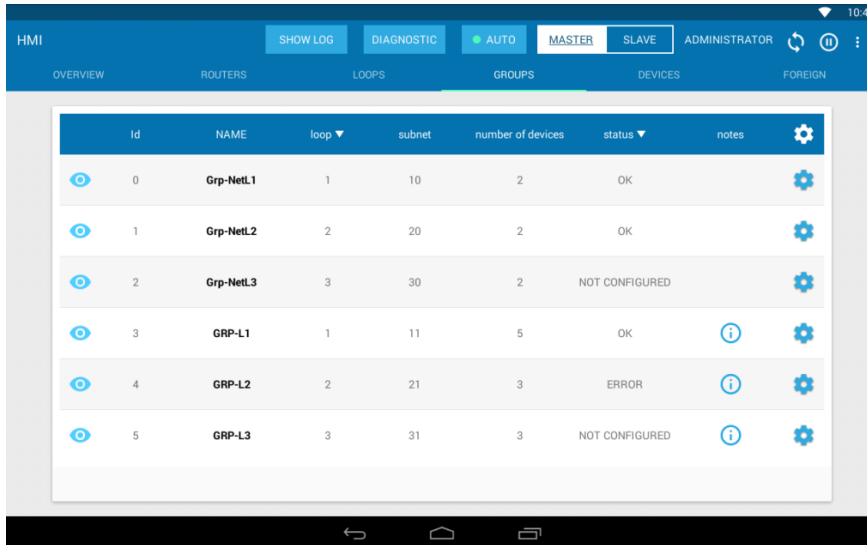 10:4
HMI SHOW LOG DIAGNOSTIC AUTO MASTER SLAVE ADMINISTRATOR
OVERVIEW ROUTERS LOOPS GROUPS DEVICES FOREIGN
Id NAME loop ▼ subnet number of devices status ▼ notes
0 Grp-NetL1 1 10 2 OK
1 Grp-NetL2 2 20 2 OK
2 Grp-NetL3 3 30 2 NOT CONFIGURED
3 GRP-L1 1 11 5 OK
4 GRP-L2 2 21 3 ERROR
5 GRP-L3 3 31 3 NOT CONFIGURED